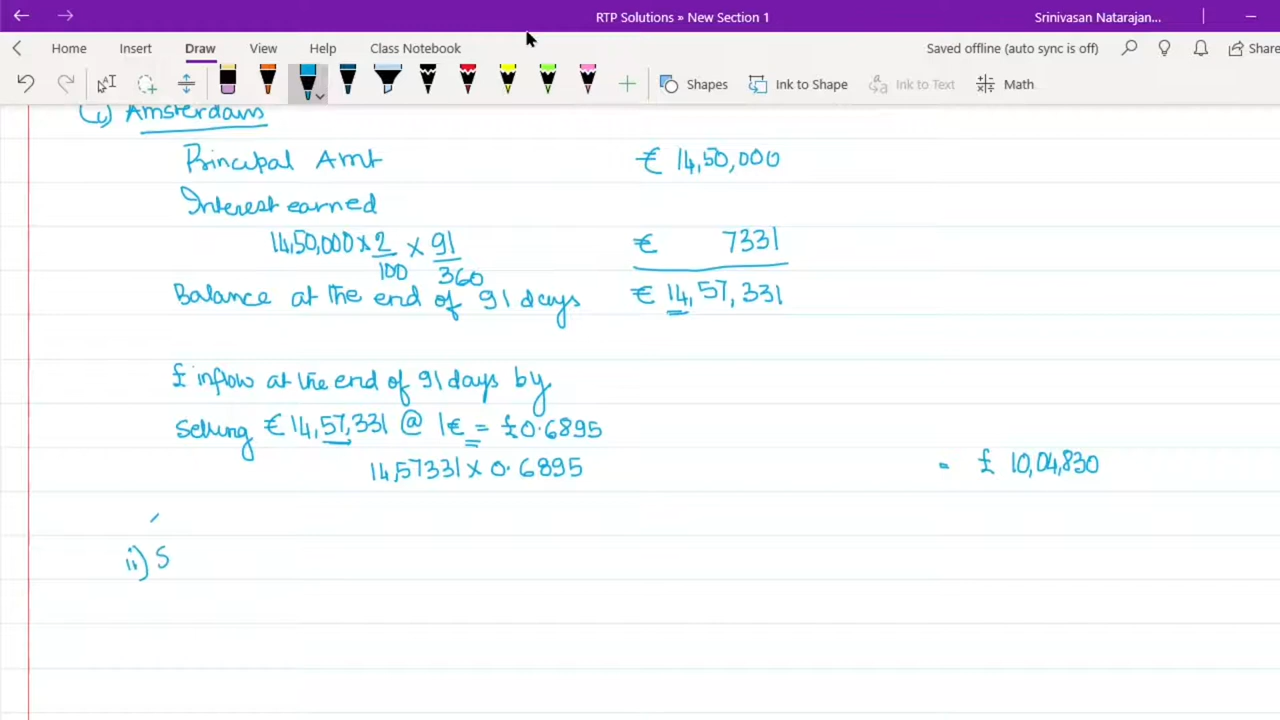 RTP Solutions » New Section 1
Srinivasan Natarajan...
Home Insert Draw View Help Class Notebook
Saved offline (auto sync is off)
Share
Shapes Ink to Shape Ink to Text Math
(i) Amsterdam
Principal Amt € 14,50,000
Interest earned
14,50,000 × 2/100 × 91/360 € 7331
Balance at the end of 91 days € 14,57,331
£ inflow at the end of 91 days by
Selling € 14,57,331 @ 1€ = £0.6895
14,57331 × 0.6895 = £ 10,04,830
ii) S